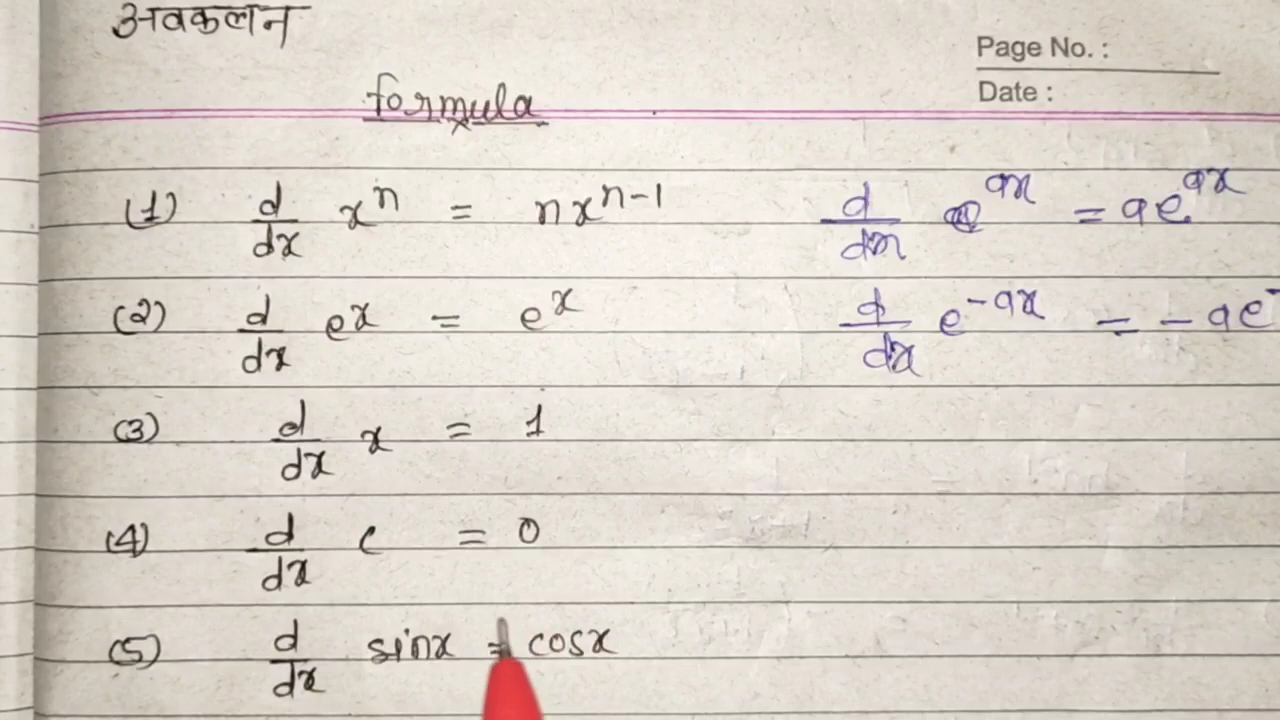 अवकलन
Page No. :
Date :
formula
(1) d/dx x^n = nx^(n-1)
d/dx e^(ax) = ae^(ax)
(2) d/dx e^x = e^x
d/dx e^(-ax) = -ae^-
(3) d/dx x = 1
(4) d/dx c = 0
(5) d/dx sinx = cosx